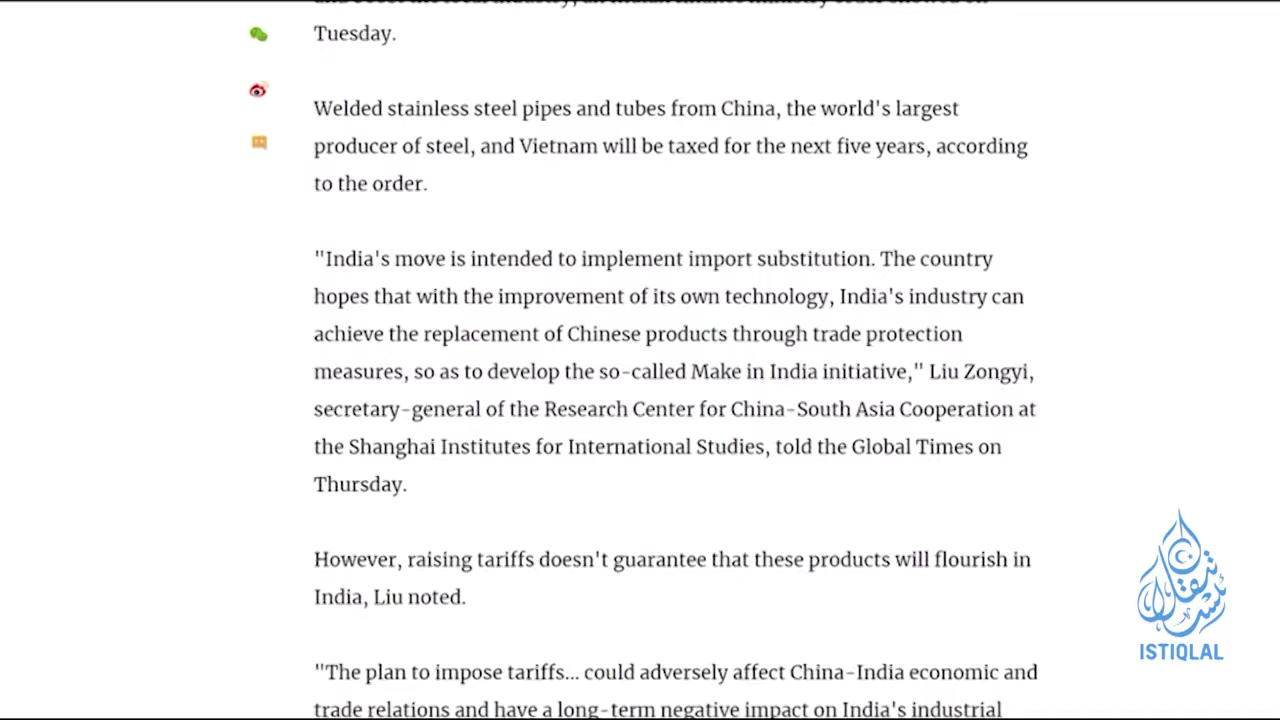 Tuesday.
Welded stainless steel pipes and tubes from China, the world's largest
producer of steel, and Vietnam will be taxed for the next five years, according
to the order.
"India's move is intended to implement import substitution. The country
hopes that with the improvement of its own technology, India's industry can
achieve the replacement of Chinese products through trade protection
measures, so as to develop the so-called Make in India initiative," Liu Zongyi,
secretary-general of the Research Center for China-South Asia Cooperation at
the Shanghai Institutes for International Studies, told the Global Times on
Thursday.
However, raising tariffs doesn't guarantee that these products will flourish in
India, Liu noted.
"The plan to impose tariffs... could adversely affect China-India economic and
trade relations and have a long-term negative impact on India's industrial
ISTIQLAL